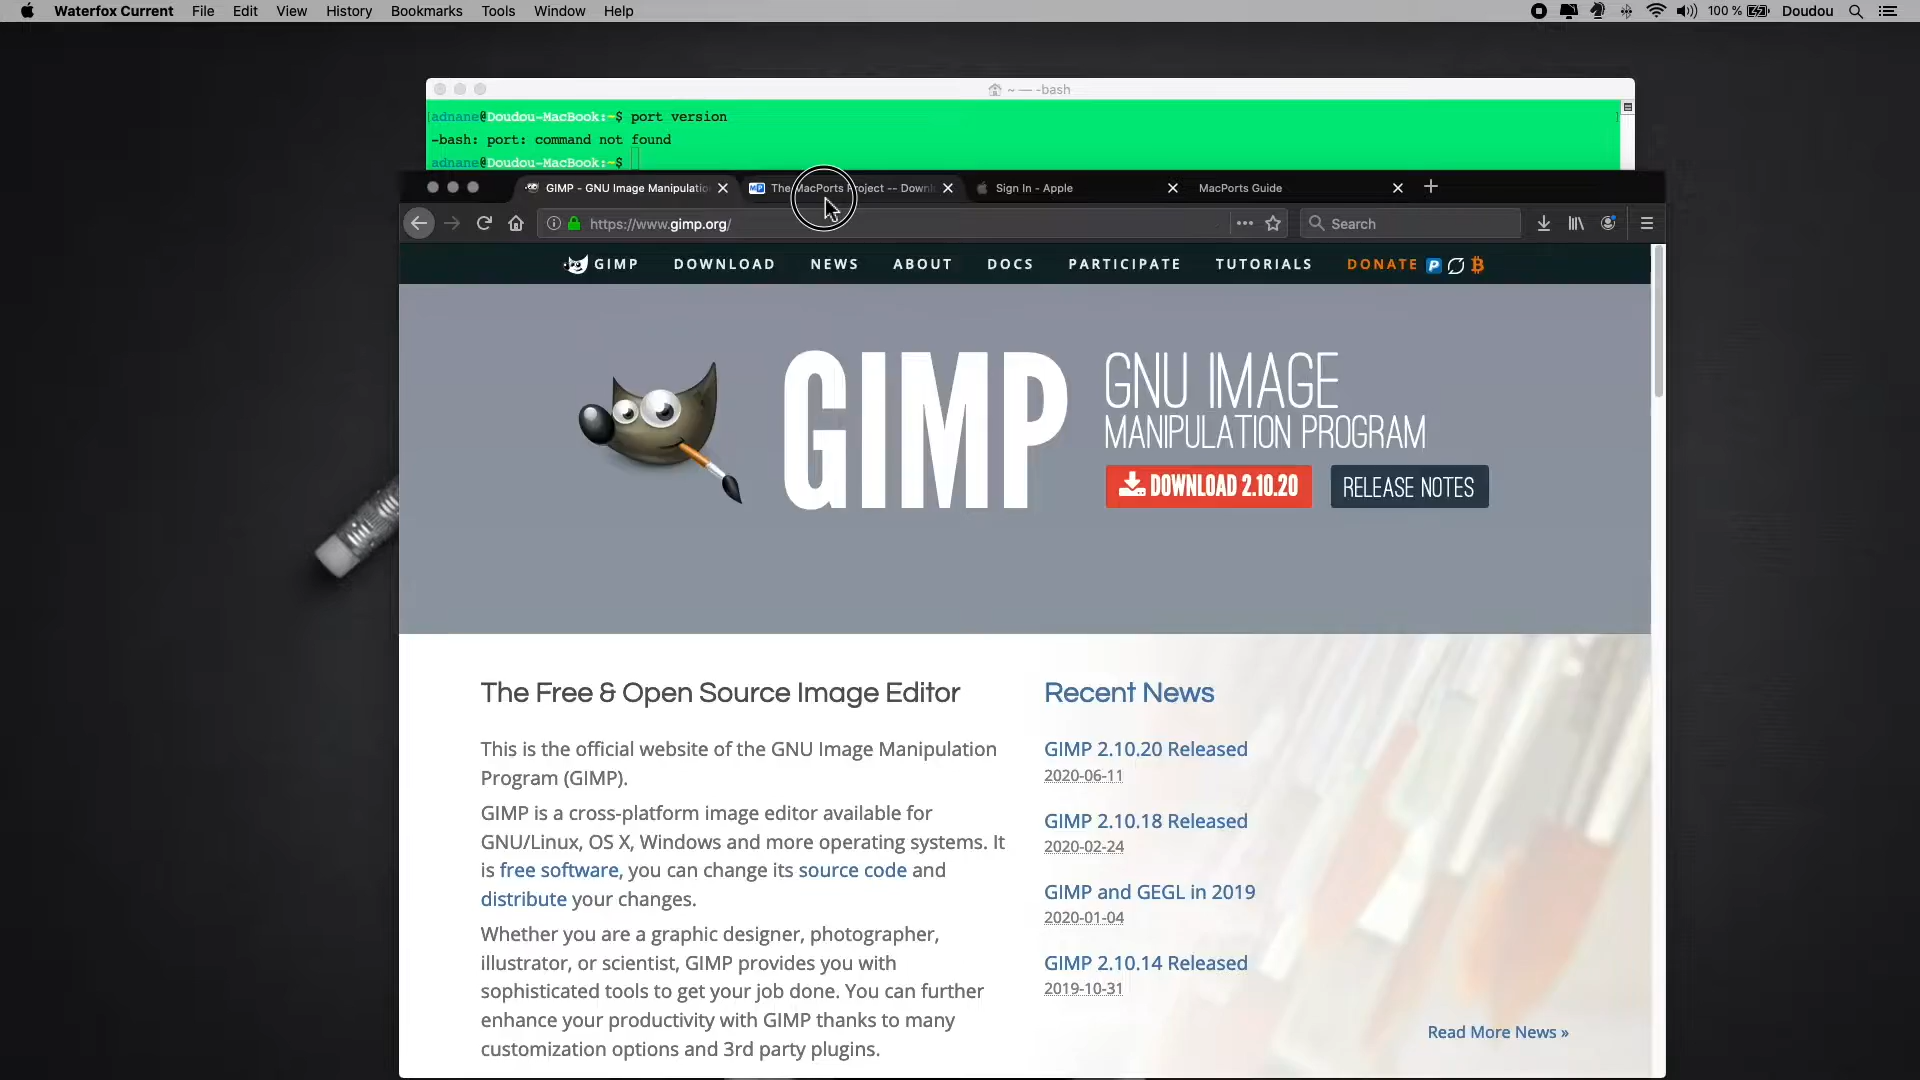 Waterfox Current File Edit View History Bookmarks Tools Window Help 100 % Doudou
~ — -bash
adnane@Doudou-MacBook:~$ port version
-bash: port: command not found
adnane@Doudou-MacBook:~$
GIMP - GNU Image Manipulatio The MacPorts Project -- Downl Sign In - Apple MacPorts Guide
https://www.gimp.org/ Search
GIMP DOWNLOAD NEWS ABOUT DOCS PARTICIPATE TUTORIALS DONATE
GIMP
GNU IMAGE
MANIPULATION PROGRAM
DOWNLOAD 2.10.20 RELEASE NOTES
The Free & Open Source Image Editor
This is the official website of the GNU Image Manipulation
Program (GIMP).
GIMP is a cross-platform image editor available for
GNU/Linux, OS X, Windows and more operating systems. It
is free software, you can change its source code and
distribute your changes.
Whether you are a graphic designer, photographer,
illustrator, or scientist, GIMP provides you with
sophisticated tools to get your job done. You can further
enhance your productivity with GIMP thanks to many
customization options and 3rd party plugins.
Recent News
GIMP 2.10.20 Released
2020-06-11
GIMP 2.10.18 Released
2020-02-24
GIMP and GEGL in 2019
2020-01-04
GIMP 2.10.14 Released
2019-10-31
Read More News »